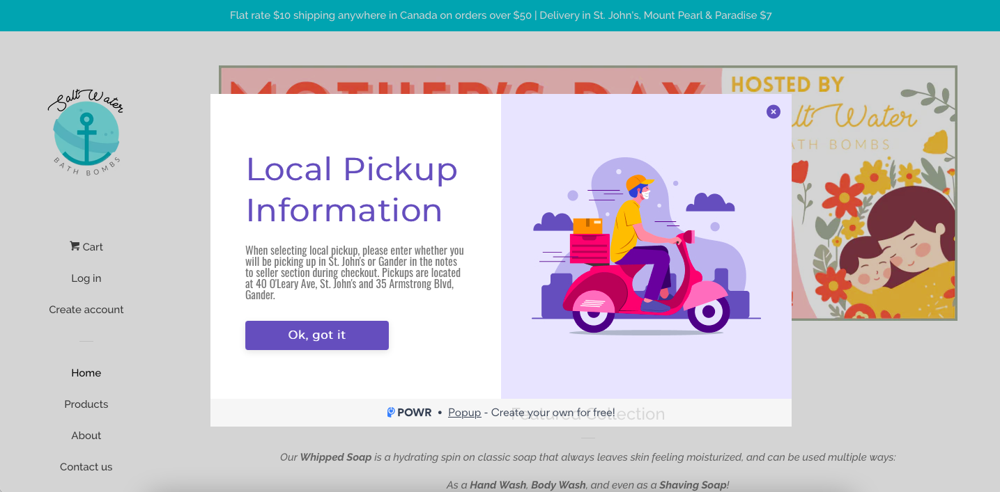 Flat rate $10 shipping anywhere in Canada on orders over $50 | Delivery in St. John's, Mount Pearl & Paradise $7
Salt Water
BATH BOMBS
Cart
Log in
Create account
Home
Products
About
Contact us
MOTHER'S DAY
HOSTED BY
Salt Water
BATH BOMBS
Local Pickup
Information
When selecting local pickup, please enter whether you
will be picking up in St. John's or Gander in the notes
to seller section during checkout. Pickups are located
at 40 O'Leary Ave, St. John's and 35 Armstrong Blvd,
Gander.
Ok, got it
POWR • Popup - Create your own for free!
Featured Collection
Our Whipped Soap is a hydrating spin on classic soap that always leaves skin feeling moisturized, and can be used multiple ways:
As a Hand Wash, Body Wash, and even as a Shaving Soap!